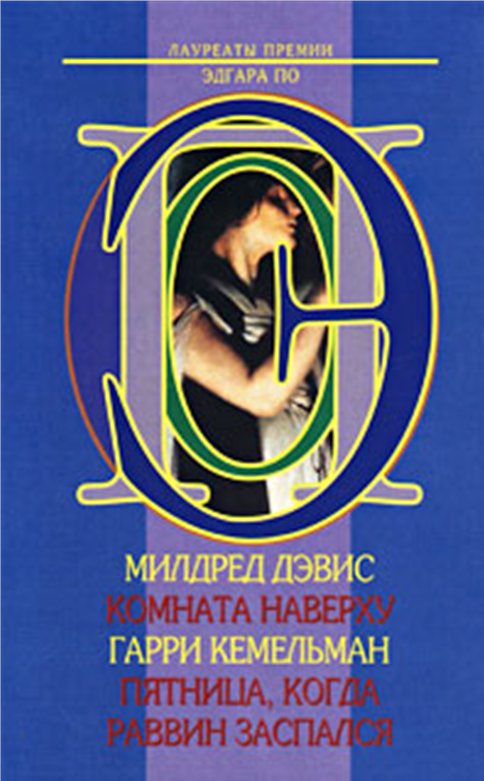 ЛАУРЕАТЫ ПРЕМИИ
ЭДГАРА ПО
МИЛДРЕД ДЭВИС
КОМНАТА НАВЕРХУ
ГАРРИ КЕМЕЛЬМАН
ПЯТНИЦА, КОГДА
РАВВИН ЗАСПАЛСЯ